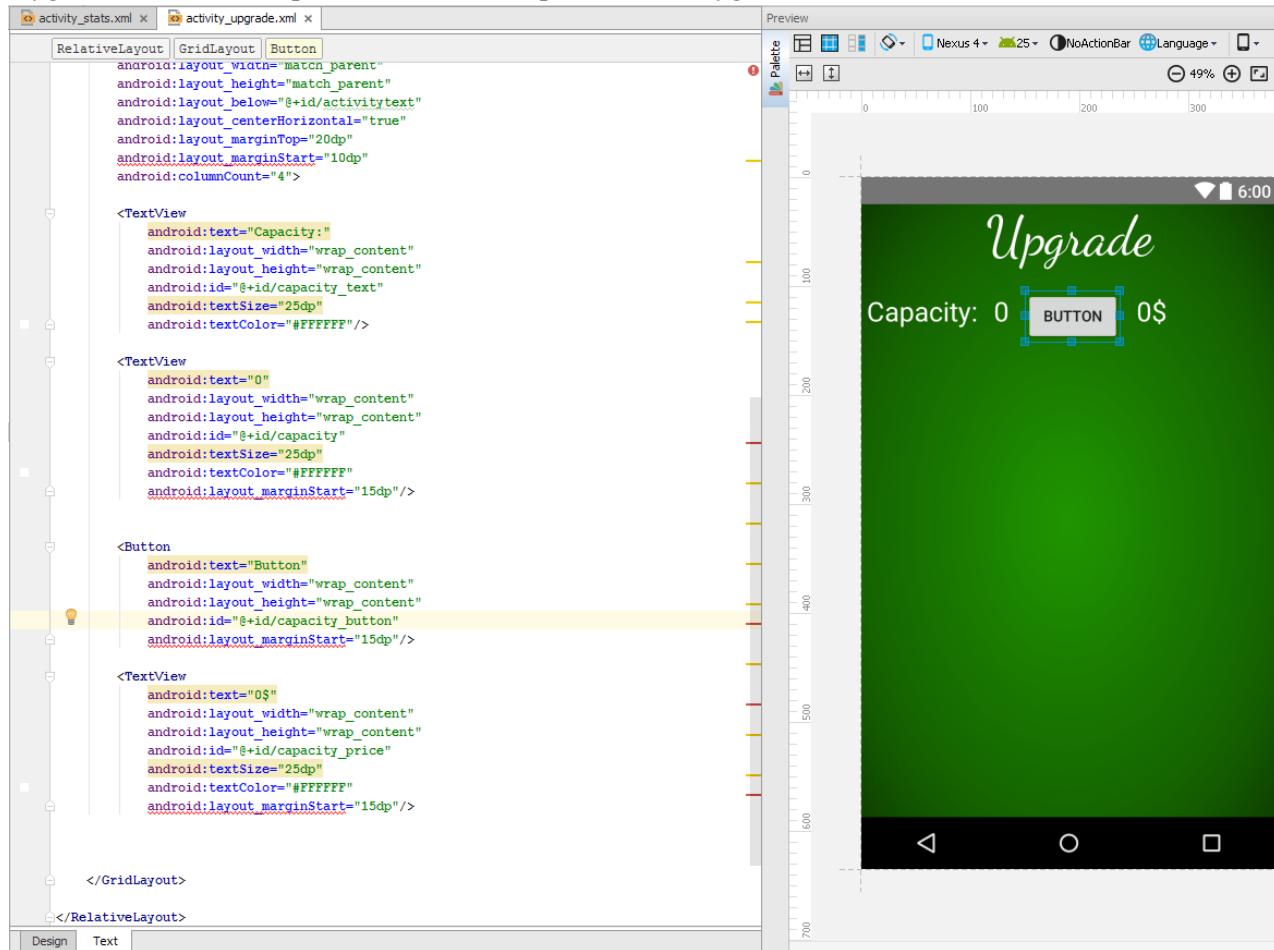 activity_stats.xml × activity_upgrade.xml ×
RelativeLayout GridLayout Button
android:layout_width="match_parent"
android:layout_height="match_parent"
android:layout_below="@+id/activitytext"
android:layout_centerHorizontal="true"
android:layout_marginTop="20dp"
android:layout_marginStart="10dp"
android:columnCount="4">
<TextView
android:text="Capacity:"
android:layout_width="wrap_content"
android:layout_height="wrap_content"
android:id="@+id/capacity_text"
android:textSize="25dp"
android:textColor="#FFFFFF"/>
<TextView
android:text="0"
android:layout_width="wrap_content"
android:layout_height="wrap_content"
android:id="@+id/capacity"
android:textSize="25dp"
android:textColor="#FFFFFF"
android:layout_marginStart="15dp"/>
<Button
android:text="Button"
android:layout_width="wrap_content"
android:layout_height="wrap_content"
android:id="@+id/capacity_button"
android:layout_marginStart="15dp"/>
<TextView
android:text="0$"
android:layout_width="wrap_content"
android:layout_height="wrap_content"
android:id="@+id/capacity_price"
android:textSize="25dp"
android:textColor="#FFFFFF"
android:layout_marginStart="15dp"/>
</GridLayout>
</RelativeLayout>
Design Text
Preview
Palette
Nexus 4 25 NoActionBar Language
49%
0 100 200 300
0
100
200
300
400
500
600
700
6:00
Upgrade
Capacity: 0 BUTTON 0$